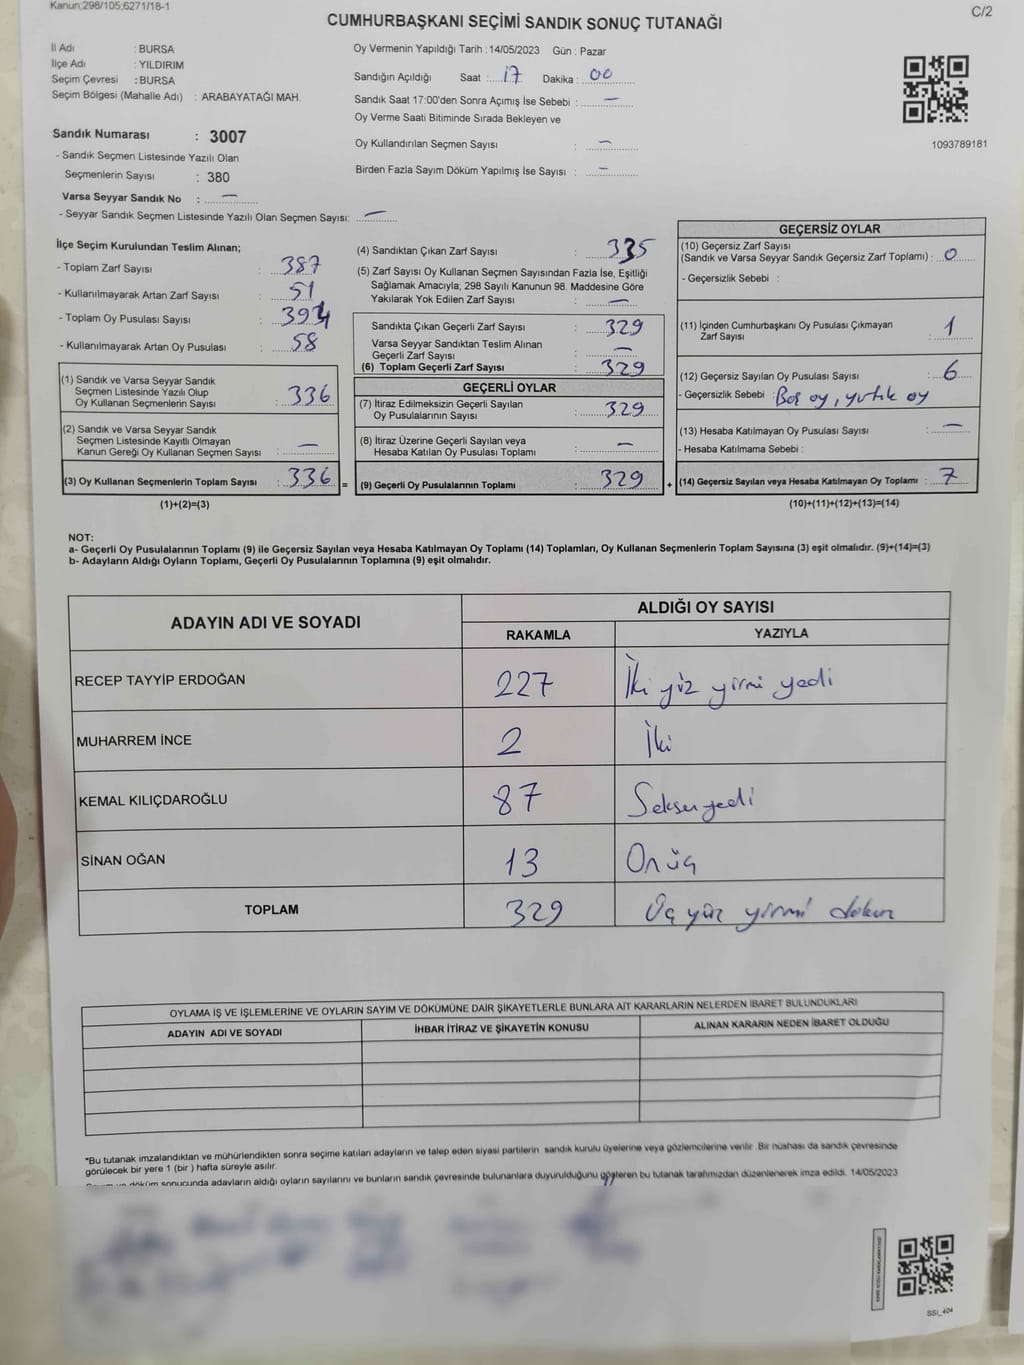 Kanun;298/105;6271/18-1
C/2
CUMHURBAŞKANI SEÇİMİ SANDIK SONUÇ TUTANAĞI
İl Adı : BURSA
İlçe Adı : YILDIRIM
Seçim Çevresi : BURSA
Seçim Bölgesi (Mahalle Adı) : ARABAYATAĞI MAH.
Sandık Numarası : 3007
- Sandık Seçmen Listesinde Yazılı Olan
Seçmenlerin Sayısı : 380
Varsa Seyyar Sandık No : —
- Seyyar Sandık Seçmen Listesinde Yazılı Olan Seçmen Sayısı: —
Oy Vermenin Yapıldığı Tarih : 14/05/2023 Gün : Pazar
Sandığın Açıldığı Saat : 17 Dakika : 00
Sandık Saat 17:00'den Sonra Açımış İse Sebebi : —
Oy Verme Saati Bitiminde Sırada Bekleyen ve
Oy Kullandırılan Seçmen Sayısı : —
Birden Fazla Sayım Döküm Yapılmış İse Sayısı : —
1093789181
İlçe Seçim Kurulundan Teslim Alınan;
- Toplam Zarf Sayısı : 387
- Kullanılmayarak Artan Zarf Sayısı : 51
- Toplam Oy Pusulası Sayısı : 394
- Kullanılmayarak Artan Oy Pusulası : 58
(1) Sandık ve Varsa Seyyar Sandık
Seçmen Listesinde Yazılı Olup
Oy Kullanan Seçmenlerin Sayısı : 336
(2) Sandık ve Varsa Seyyar Sandık
Seçmen Listesinde Kayıtlı Olmayan
Kanun Gereği Oy Kullanan Seçmen Sayısı : —
(3) Oy Kullanan Seçmenlerin Toplam Sayısı : 336 =
(1)+(2)=(3)
(4) Sandıktan Çıkan Zarf Sayısı : 335
(5) Zarf Sayısı Oy Kullanan Seçmen Sayısından Fazla İse, Eşitliği
Sağlamak Amacıyla; 298 Sayılı Kanunun 98. Maddesine Göre
Yakılarak Yok Edilen Zarf Sayısı : —
Sandıkta Çıkan Geçerli Zarf Sayısı : 329
Varsa Seyyar Sandıktan Teslim Alınan
Geçerli Zarf Sayısı : —
(6) Toplam Geçerli Zarf Sayısı : 329
GEÇERLİ OYLAR
(7) İtiraz Edilmeksizin Geçerli Sayılan
Oy Pusulalarının Sayısı : 329
(8) İtiraz Üzerine Geçerli Sayılan veya
Hesaba Katılan Oy Pusulası Toplamı : —
(9) Geçerli Oy Pusulalarının Toplamı : 329 +
GEÇERSİZ OYLAR
(10) Geçersiz Zarf Sayısı
(Sandık ve Varsa Seyyar Sandık Geçersiz Zarf Toplamı) : 0
- Geçersizlik Sebebi :
(11) İçinden Cumhurbaşkanı Oy Pusulası Çıkmayan
Zarf Sayısı : 1
(12) Geçersiz Sayılan Oy Pusulası Sayısı : 6
- Geçersizlik Sebebi : Boş oy, yırtık oy
(13) Hesaba Katılmayan Oy Pusulası Sayısı : —
- Hesaba Katılmama Sebebi :
(14) Geçersiz Sayılan veya Hesaba Katılmayan Oy Toplamı : 7
(10)+(11)+(12)+(13)=(14)
NOT:
a- Geçerli Oy Pusulalarının Toplamı (9) ile Geçersiz Sayılan veya Hesaba Katılmayan Oy Toplamı (14) Toplamları, Oy Kullanan Seçmenlerin Toplam Sayısına (3) eşit olmalıdır. (9)+(14)=(3)
b- Adayların Aldığı Oyların Toplamı, Geçerli Oy Pusulalarının Toplamına (9) eşit olmalıdır.
ADAYIN ADI VE SOYADI
ALDIĞI OY SAYISI
RAKAMLA YAZIYLA
RECEP TAYYİP ERDOĞAN 227 İki yüz yirmi yedi
MUHARREM İNCE 2 İki
KEMAL KILIÇDAROĞLU 87 Seksenyedi
SİNAN OĞAN 13 Onüç
TOPLAM 329 Üç yüz yirmi dokuz
OYLAMA İŞ VE İŞLEMLERİNE VE OYLARIN SAYIM VE DÖKÜMÜNE DAİR ŞİKAYETLERLE BUNLARA AİT KARARLARIN NELERDEN İBARET BULUNDUKLARI
ADAYIN ADI VE SOYADI İHBAR İTİRAZ VE ŞİKAYETİN KONUSU ALINAN KARARIN NEDEN İBARET OLDUĞU
*Bu tutanak imzalandıktan ve mühürlendikten sonra seçime katılan adayların ve talep eden siyasi partilerin sandık kurulu üyelerine veya gözlemcilerine verilir. Bir nüshası da sandık çevresinde
görülecek bir yere 1 (bir) hafta süreyle asılır.
döküm sonucunda adayların aldığı oyların sayılarını ve bunların sandık çevresinde bulunanlara duyurulduğunu gösteren bu tutanak tarafımızdan düzenlenerek imza edildi. 14/05/2023
SSI_404